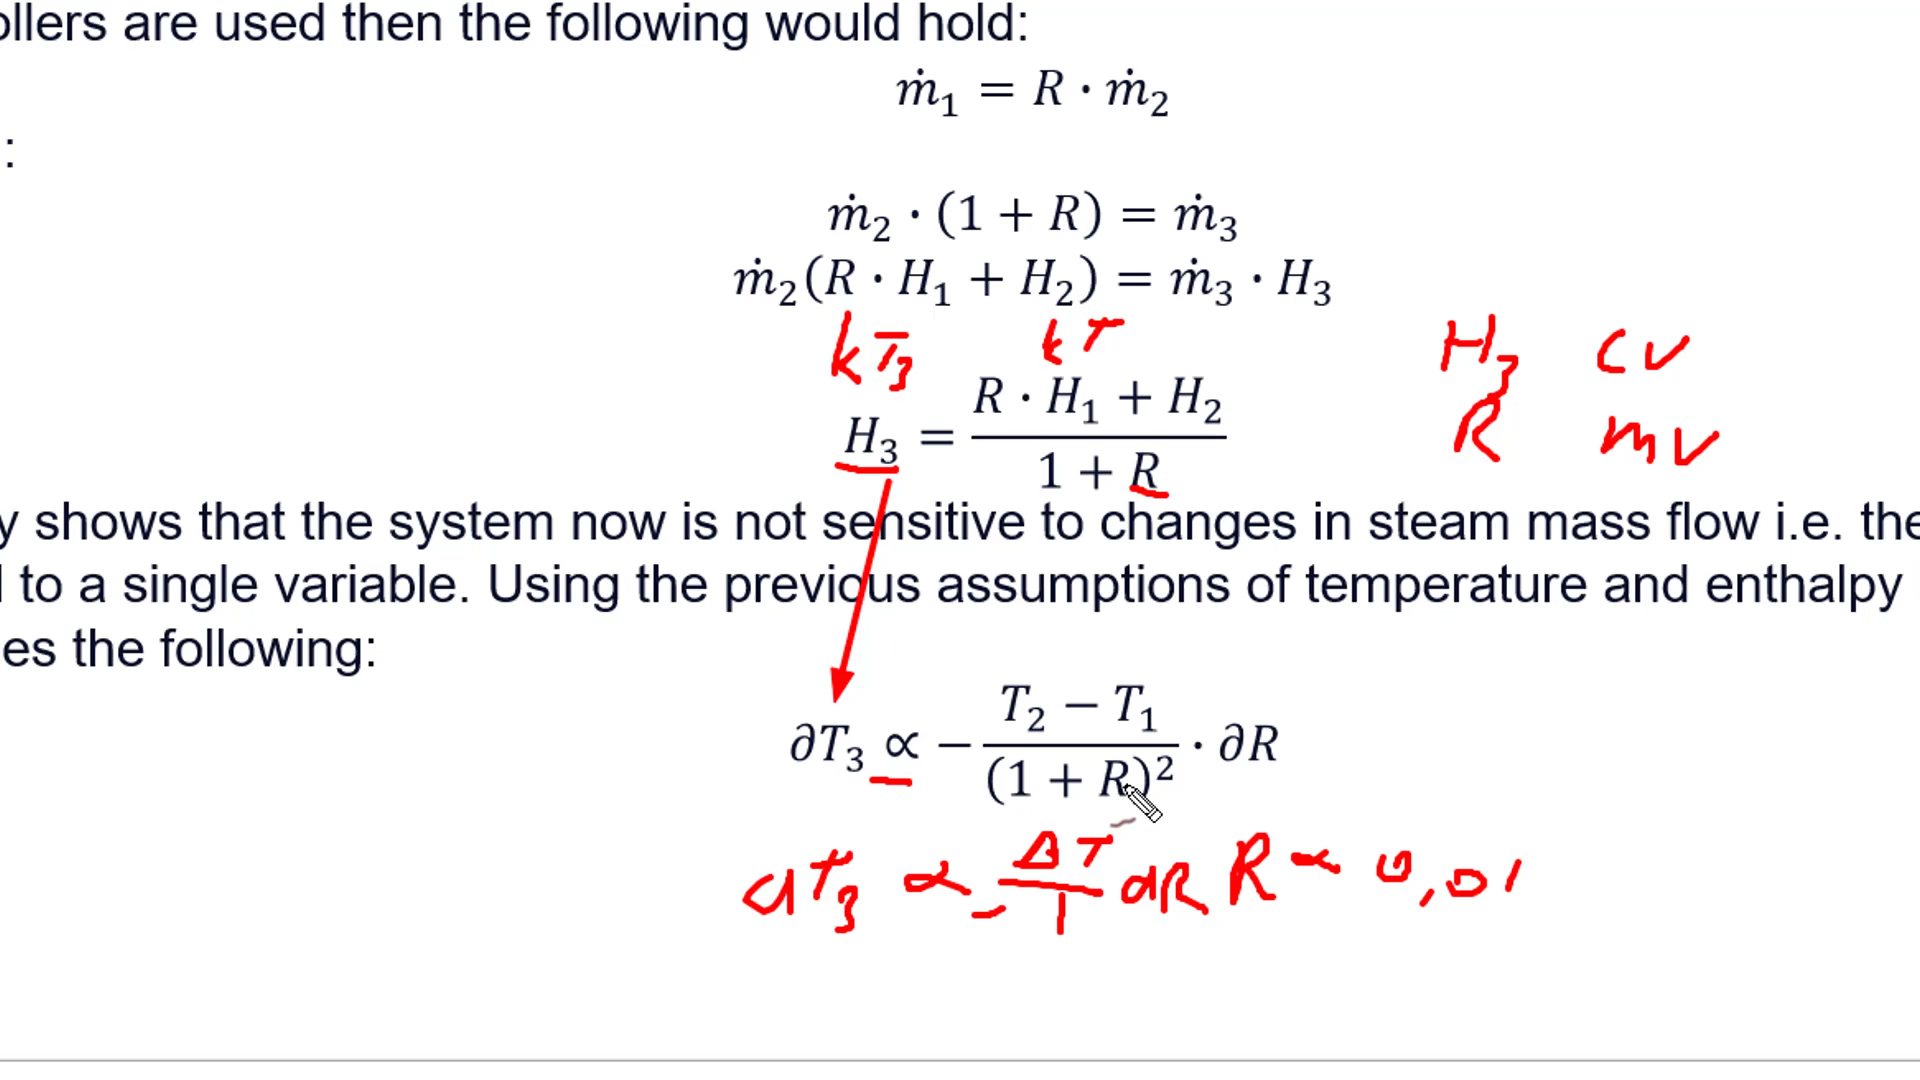 ollers are used then the following would hold:
ṁ₁ = R · ṁ₂
:
ṁ₂ · (1 + R) = ṁ₃
ṁ₂(R · H₁ + H₂) = ṁ₃ · H₃
kT₃ kT
H₃ CV
R MV
H₃ = (R · H₁ + H₂) / (1 + R)
y shows that the system now is not sensitive to changes in steam mass flow i.e. the
l to a single variable. Using the previous assumptions of temperature and enthalpy
es the following:
∂T₃ ∝ − (T₂ − T₁) / (1 + R)² · ∂R
dT₃ ∝ − ΔT / 1 dR R ∝ 0,01